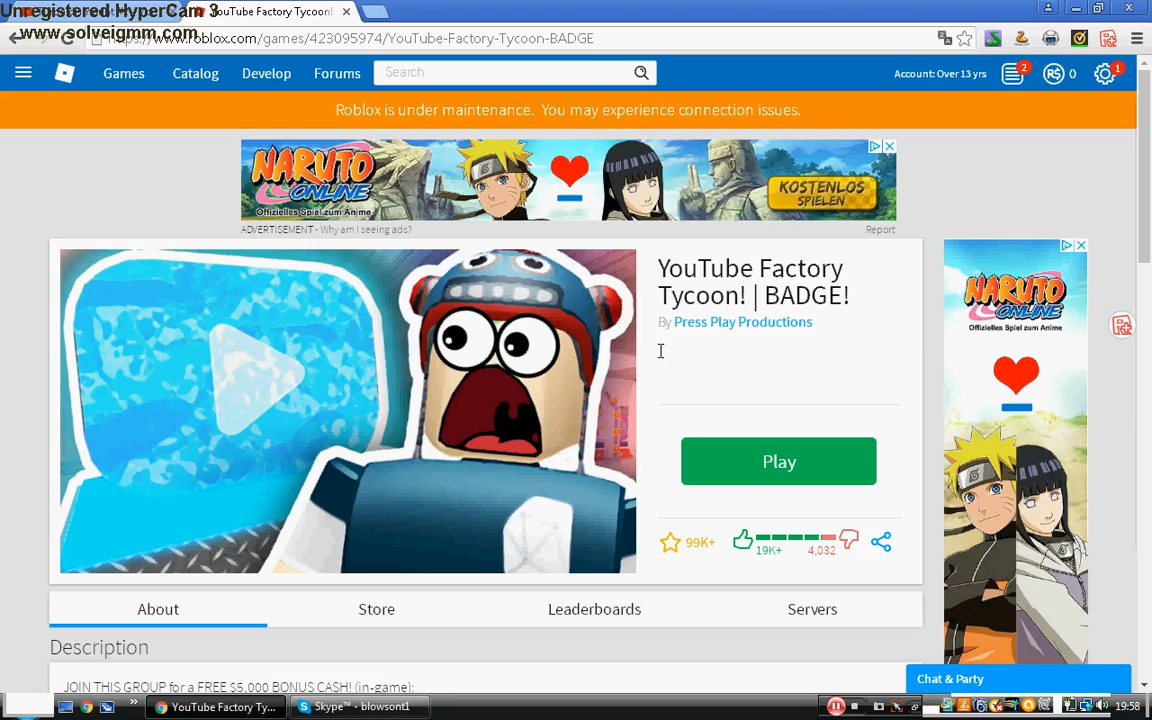 Unregistered HyperCam 3
www.solveigmm.com
YouTube Factory Tycoon!
https://www.roblox.com/games/423095974/YouTube-Factory-Tycoon-BADGE
Games
Catalog
Develop
Forums
Search
Account: Over 13 yrs
2
0
1
Roblox is under maintenance. You may experience connection issues.
NARUTO
ONLINE
Offizielles Spiel zum Anime
KOSTENLOS
SPIELEN
ADVERTISEMENT - Why am I seeing ads?
Report
YouTube Factory
Tycoon! | BADGE!
By Press Play Productions
Play
99K+
19K+
4,032
NARUTO
ONLINE
Offizielles Spiel zum Anime
About
Store
Leaderboards
Servers
Description
JOIN THIS GROUP for a FREE $5,000 BONUS CASH! (in-game):
Chat & Party
YouTube Factory Ty...
Skype™ - blowsont1
19:58